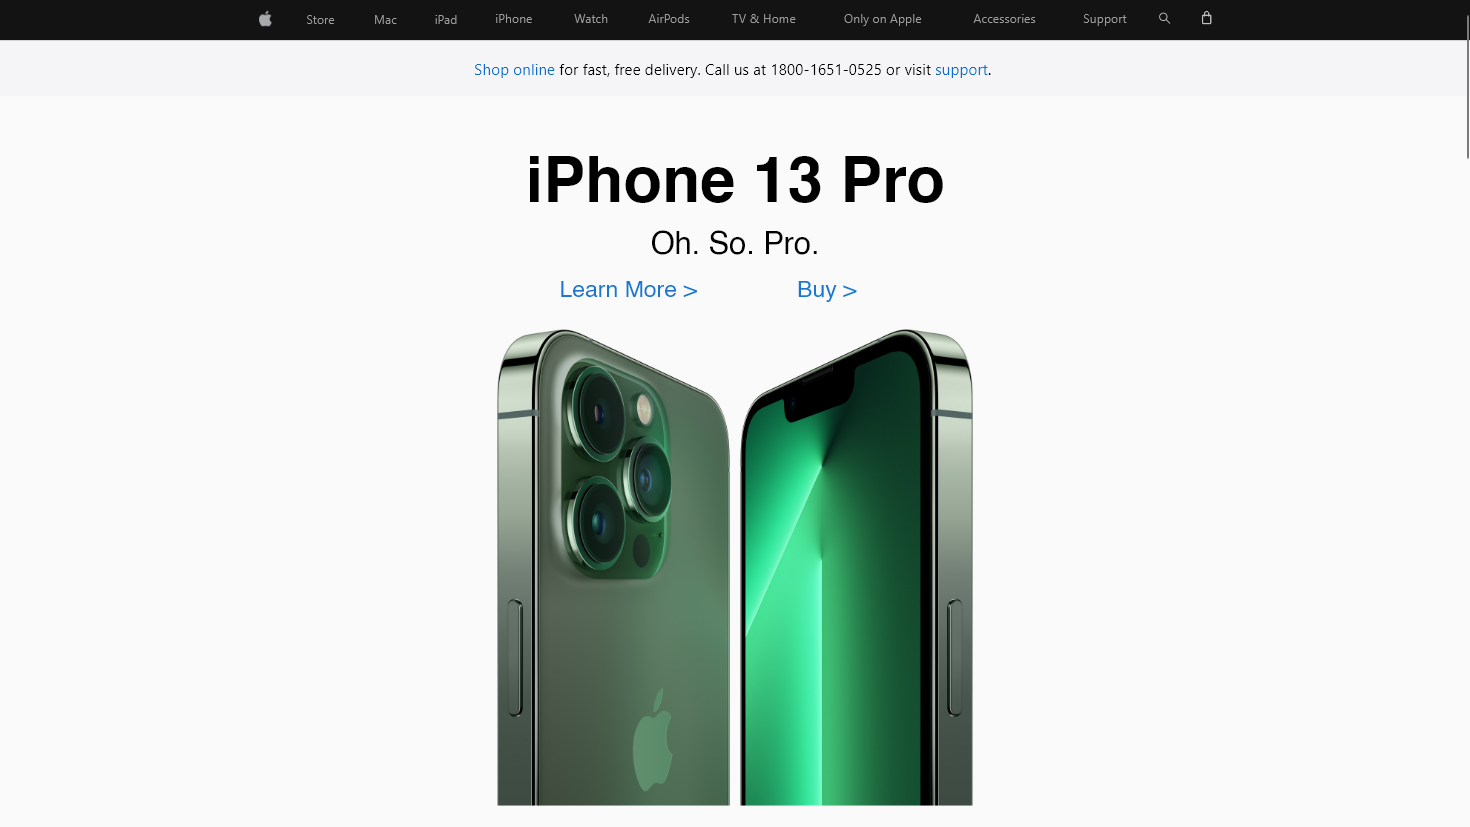 Store Mac iPad iPhone Watch AirPods TV & Home Only on Apple Accessories Support
Shop online for fast, free delivery. Call us at 1800-1651-0525 or visit support.
iPhone 13 Pro
Oh. So. Pro.
Learn More > Buy >